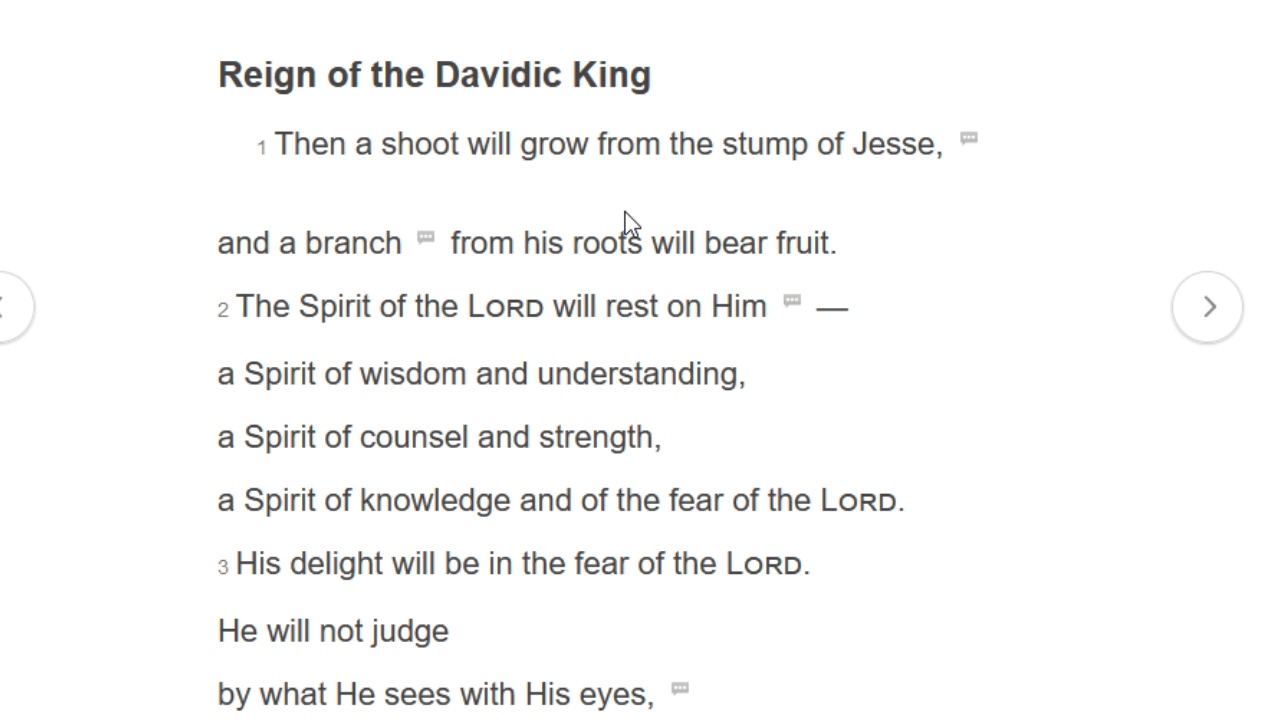 Reign of the Davidic King
1 Then a shoot will grow from the stump of Jesse,
and a branch from his roots will bear fruit.
2 The Spirit of the LORD will rest on Him —
a Spirit of wisdom and understanding,
a Spirit of counsel and strength,
a Spirit of knowledge and of the fear of the LORD.
3 His delight will be in the fear of the LORD.
He will not judge
by what He sees with His eyes,